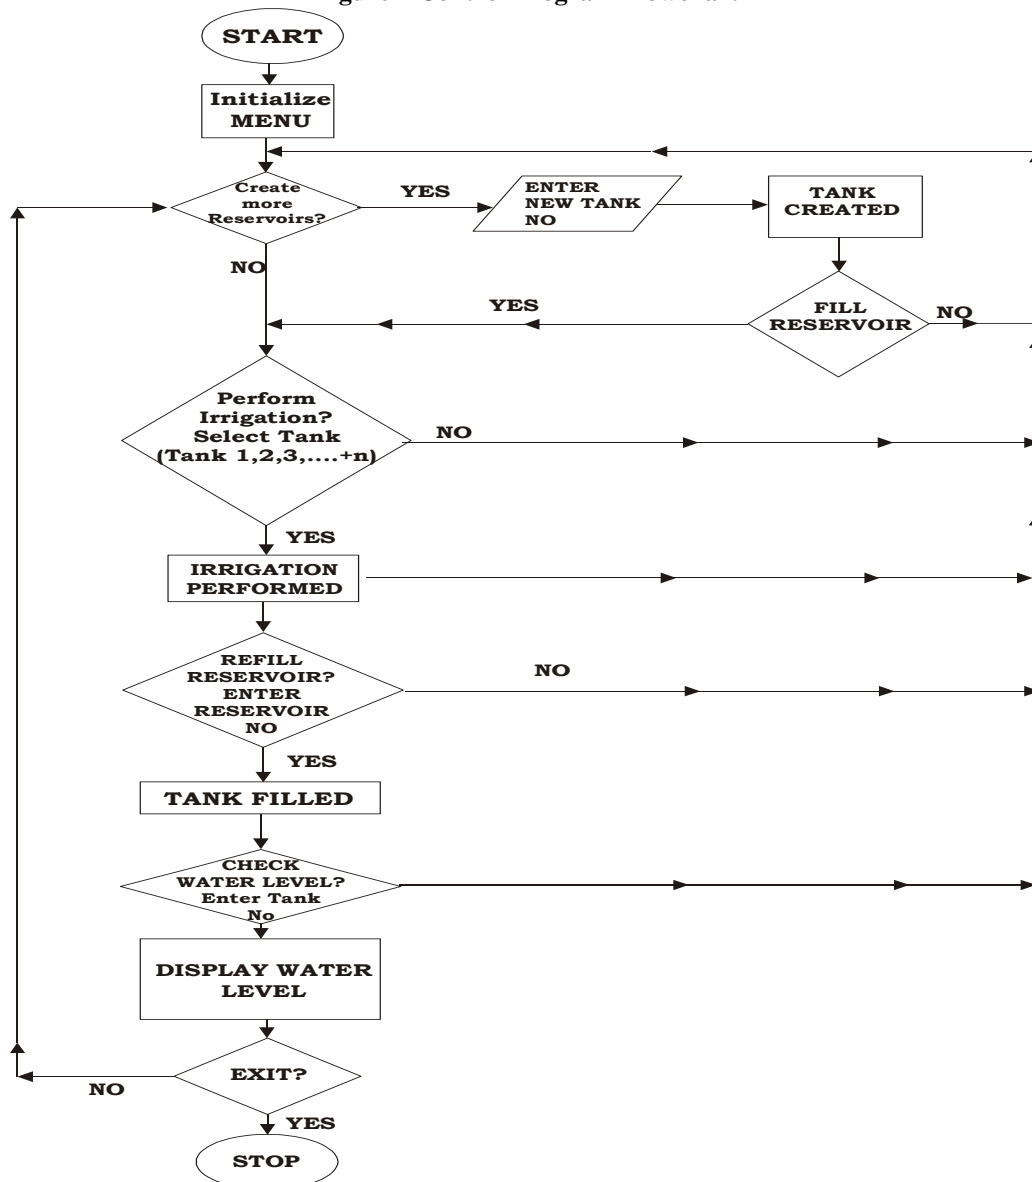 START
Initialize
MENU
Create
more
Reservoirs?
YES
ENTER
NEW TANK
NO
TANK
CREATED
NO
YES
FILL
RESERVOIR
NO
Perform
Irrigation?
Select Tank
(Tank 1,2,3,....+n)
NO
YES
IRRIGATION
PERFORMED
REFILL
RESERVOIR?
ENTER
RESERVOIR
NO
NO
YES
TANK FILLED
CHECK
WATER LEVEL?
Enter Tank
No
DISPLAY WATER
LEVEL
EXIT?
NO
YES
STOP